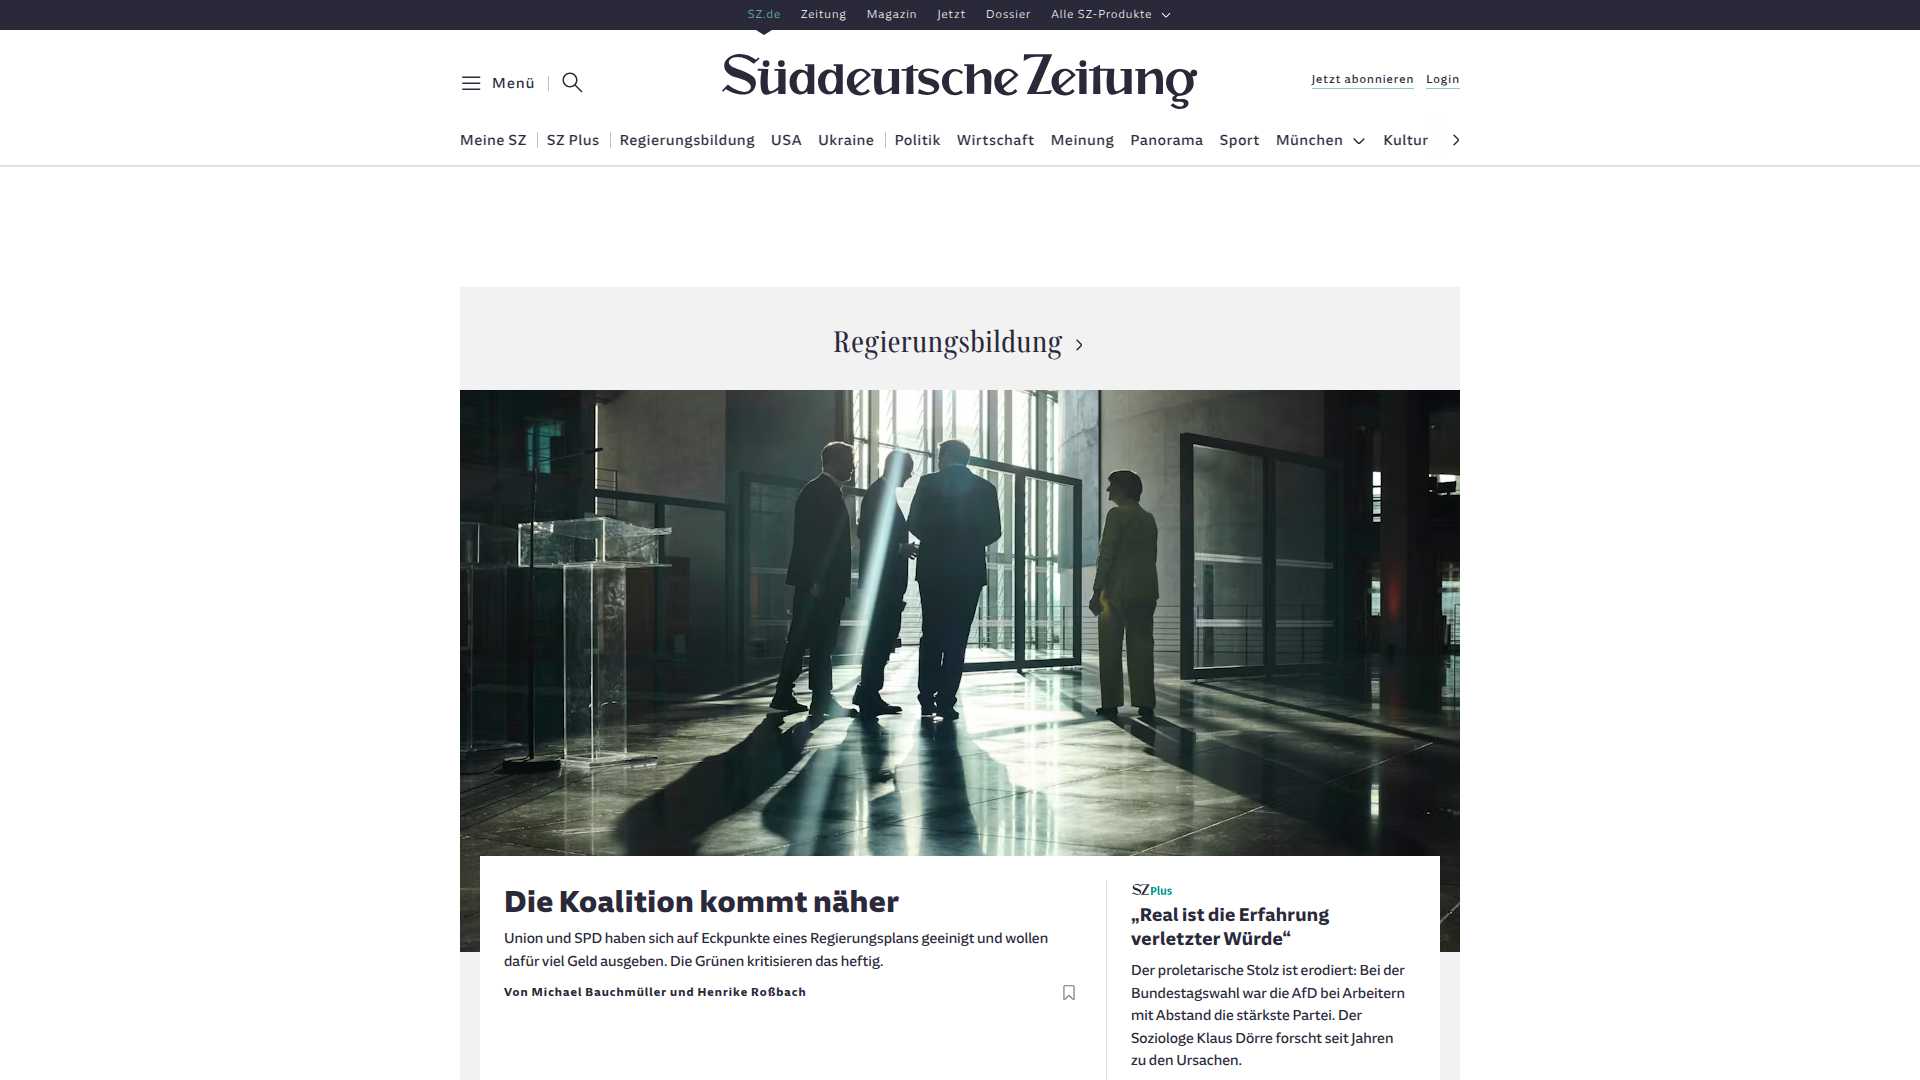 SZ.de Zeitung Magazin Jetzt Dossier Alle SZ-Produkte
Menü
Süddeutsche Zeitung
Jetzt abonnieren Login
Meine SZ SZ Plus Regierungsbildung USA Ukraine Politik Wirtschaft Meinung Panorama Sport München Kultur
Regierungsbildung
Die Koalition kommt näher
Union und SPD haben sich auf Eckpunkte eines Regierungsplans geeinigt und wollen
dafür viel Geld ausgeben. Die Grünen kritisieren das heftig.
Von Michael Bauchmüller und Henrike Roßbach
SZ Plus
„Real ist die Erfahrung
verletzter Würde“
Der proletarische Stolz ist erodiert: Bei der
Bundestagswahl war die AfD bei Arbeitern
mit Abstand die stärkste Partei. Der
Soziologe Klaus Dörre forscht seit Jahren
zu den Ursachen.